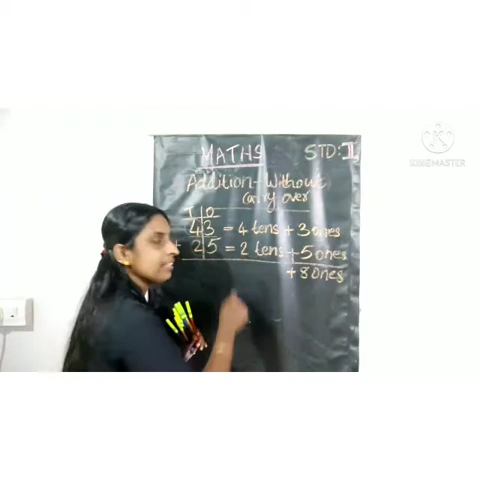 MATHS
STD: I
Addition - Without
Carry over
T O
4 3 = 4 tens + 3 ones
2 5 = 2 tens + 5 ones
+ 8 Ones
KINEMASTER